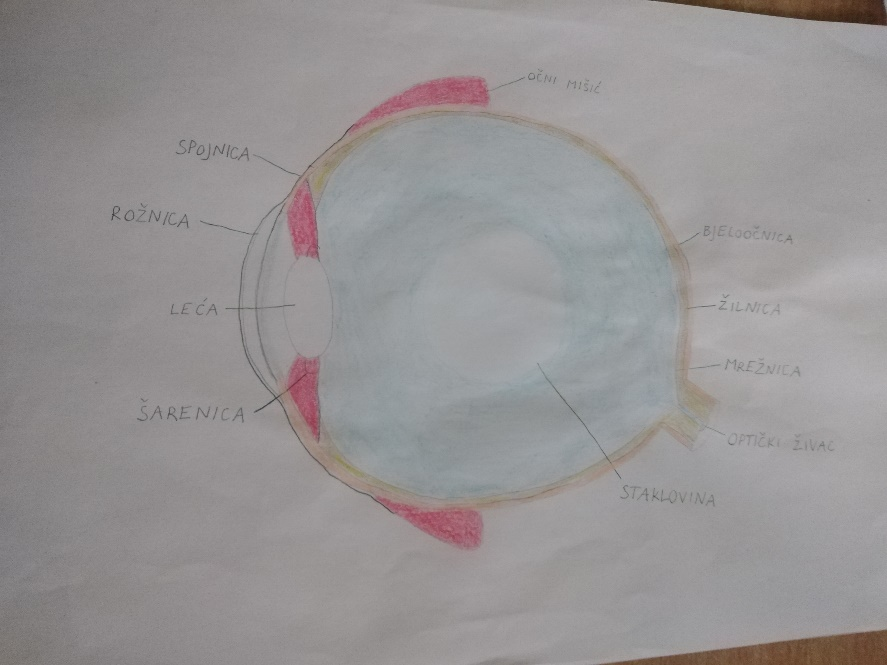 OČNI MIŠIĆ
SPOJNICA
ROŽNICA
BJELOOČNICA
LEĆA
ŽILNICA
MREŽNICA
ŠARENICA
OPTIČKI ŽIVAC
STAKLOVINA